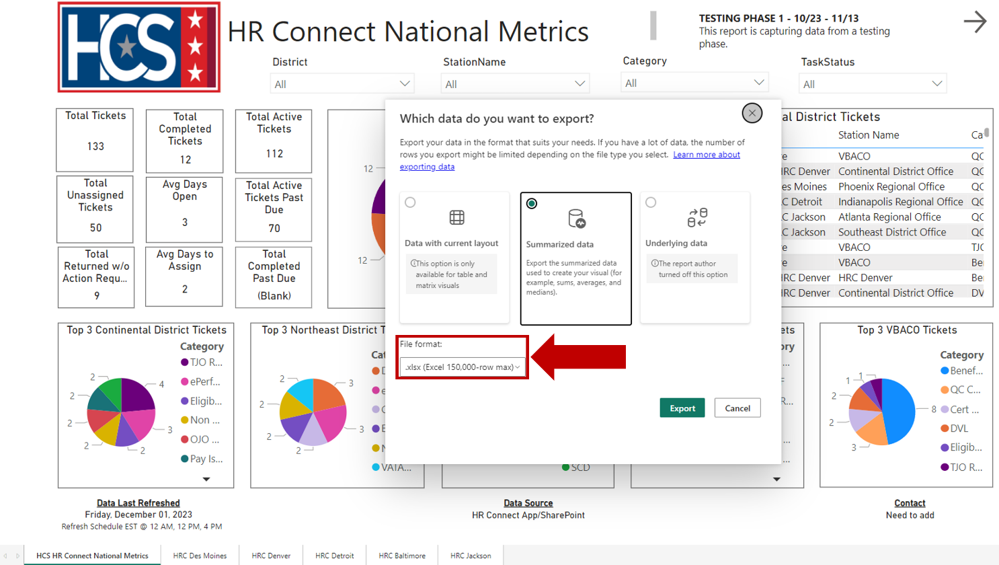 HCS
HR Connect National Metrics
TESTING PHASE 1 - 10/23 - 11/13
This report is capturing data from a testing
phase.
District
StationName
Category
TaskStatus
All
All
All
All
Total Tickets
133
Total
Completed
Tickets
12
Total Active
Tickets
112
Total
Unassigned
Tickets
50
Avg Days
Open
3
Total Active
Tickets Past
Due
70
Total
Returned w/o
Action Requ...
9
Avg Days to
Assign
2
Total
Completed
Past Due
(Blank)
12
12
Which data do you want to export?
Export your data in the format that suits your needs. If you have a lot of data, the number of
rows you export might be limited depending on the file type you select. Learn more about
exporting data
Data with current layout
This option is only
available for table and
matrix visuals
Summarized data
Export the summarized data
used to create your visual (for
example, sums, averages, and
medians).
Underlying data
The report author
turned off this option
File format:
.xlsx (Excel 150,000-row max)
Export
Cancel
al District Tickets
Station Name
Ca
re VBACO QC
HRC Denver Continental District Office QC
es Moines Phoenix Regional Office QC
C Detroit Indianapolis Regional Office QC
C Jackson Atlanta Regional Office QC
C Jackson Southeast District Office QC
re VBACO TJC
re VBACO Be
HRC Denver HRC Denver Be
HRC Denver Continental District Office DV
Top 3 Continental District Tickets
Category
TJO R...
ePerf...
Eligib...
Non ...
OJO ...
Pay Is...
4
3
2
2
2
2
2
Top 3 Northeast District T
Cat
D
e
C
E
N
VATA...
3
3
2
2
2
2
SCD
ets
ry
F
R...
...
...
...
Top 3 VBACO Tickets
Category
Benef...
QC C...
Cert ...
DVL
Eligib...
TJO R...
8
3
2
2
1
1
Data Last Refreshed
Friday, December 01, 2023
Refresh Schedule EST @ 12 AM, 12 PM, 4 PM
Data Source
HR Connect App/SharePoint
Contact
Need to add
HCS HR Connect National Metrics
HRC Des Moines
HRC Denver
HRC Detroit
HRC Baltimore
HRC Jackson